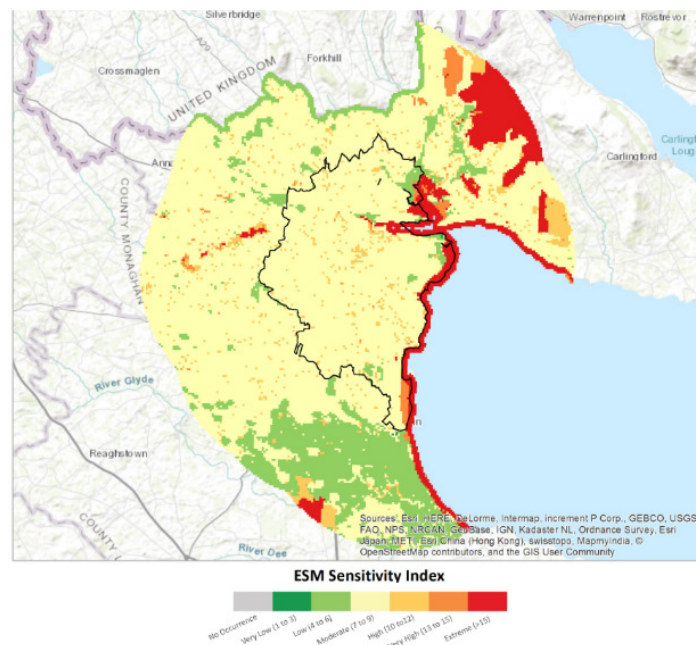 Silverbridge
Warrenpoint
Rostrevor
A29
Forkhill
Crossmaglen
UNITED KINGDOM
Carlingford
Carlingford
COUNTY MONAGHAN
River Glyde
Reaghstown
COUNTY
River Dee
Sources: Esri, HERE, DeLorme, Intermap, increment P Corp., GEBCO, USGS,
FAO, NPS, NRCAN, GeoBase, IGN, Kadaster NL, Ordnance Survey, Esri
Japan, METI, Esri China (Hong Kong), swisstopo, MapmyIndia, ©
OpenStreetMap contributors, and the GIS User Community
ESM Sensitivity Index
No Occurrence
Very Low (1 to 3)
Low (4 to 6)
Moderate (7 to 9)
High (10 to12)
Very High (13 to 15)
Extreme (>15)